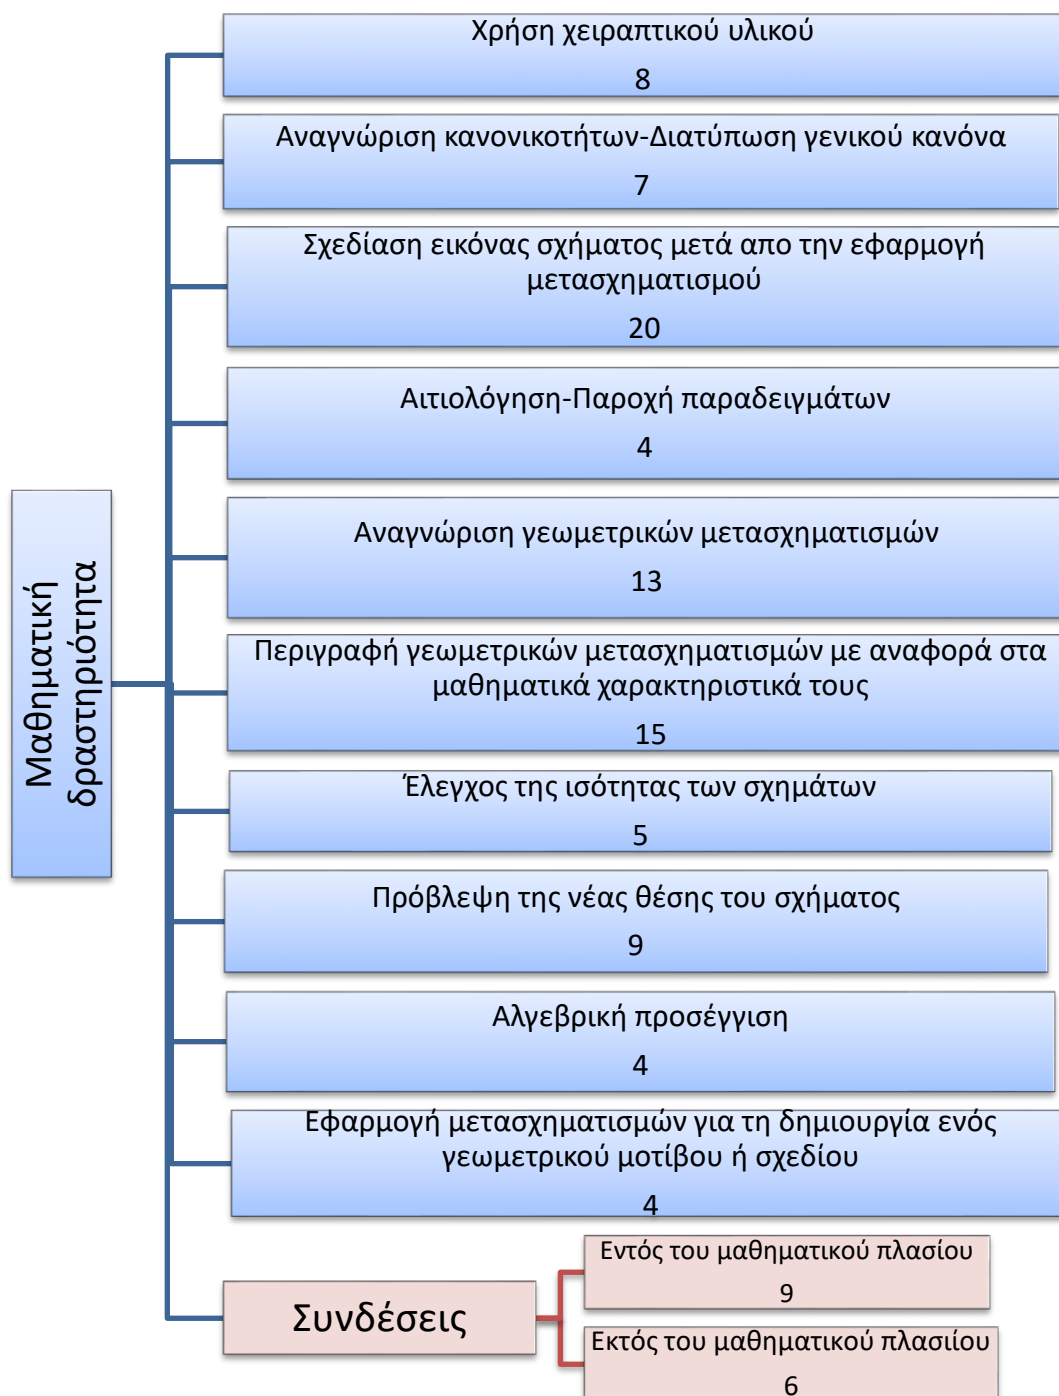 Χρήση χειραπτικού υλικού
8
Αναγνώριση κανονικοτήτων-Διατύπωση γενικού κανόνα
7
Σχεδίαση εικόνας σχήματος μετά απο την εφαρμογή
μετασχηματισμού
20
Αιτιολόγηση-Παροχή παραδειγμάτων
4
Αναγνώριση γεωμετρικών μετασχηματισμών
13
Μαθηματική
δραστηριότητα
Περιγραφή γεωμετρικών μετασχηματισμών με αναφορά στα
μαθηματικά χαρακτηριστικά τους
15
Έλεγχος της ισότητας των σχημάτων
5
Πρόβλεψη της νέας θέσης του σχήματος
9
Αλγεβρική προσέγγιση
4
Εφαρμογή μετασχηματισμών για τη δημιουργία ενός
γεωμετρικού μοτίβου ή σχεδίου
4
Συνδέσεις
Εντός του μαθηματικού πλασίου
9
Εκτός του μαθηματικού πλασιίου
6